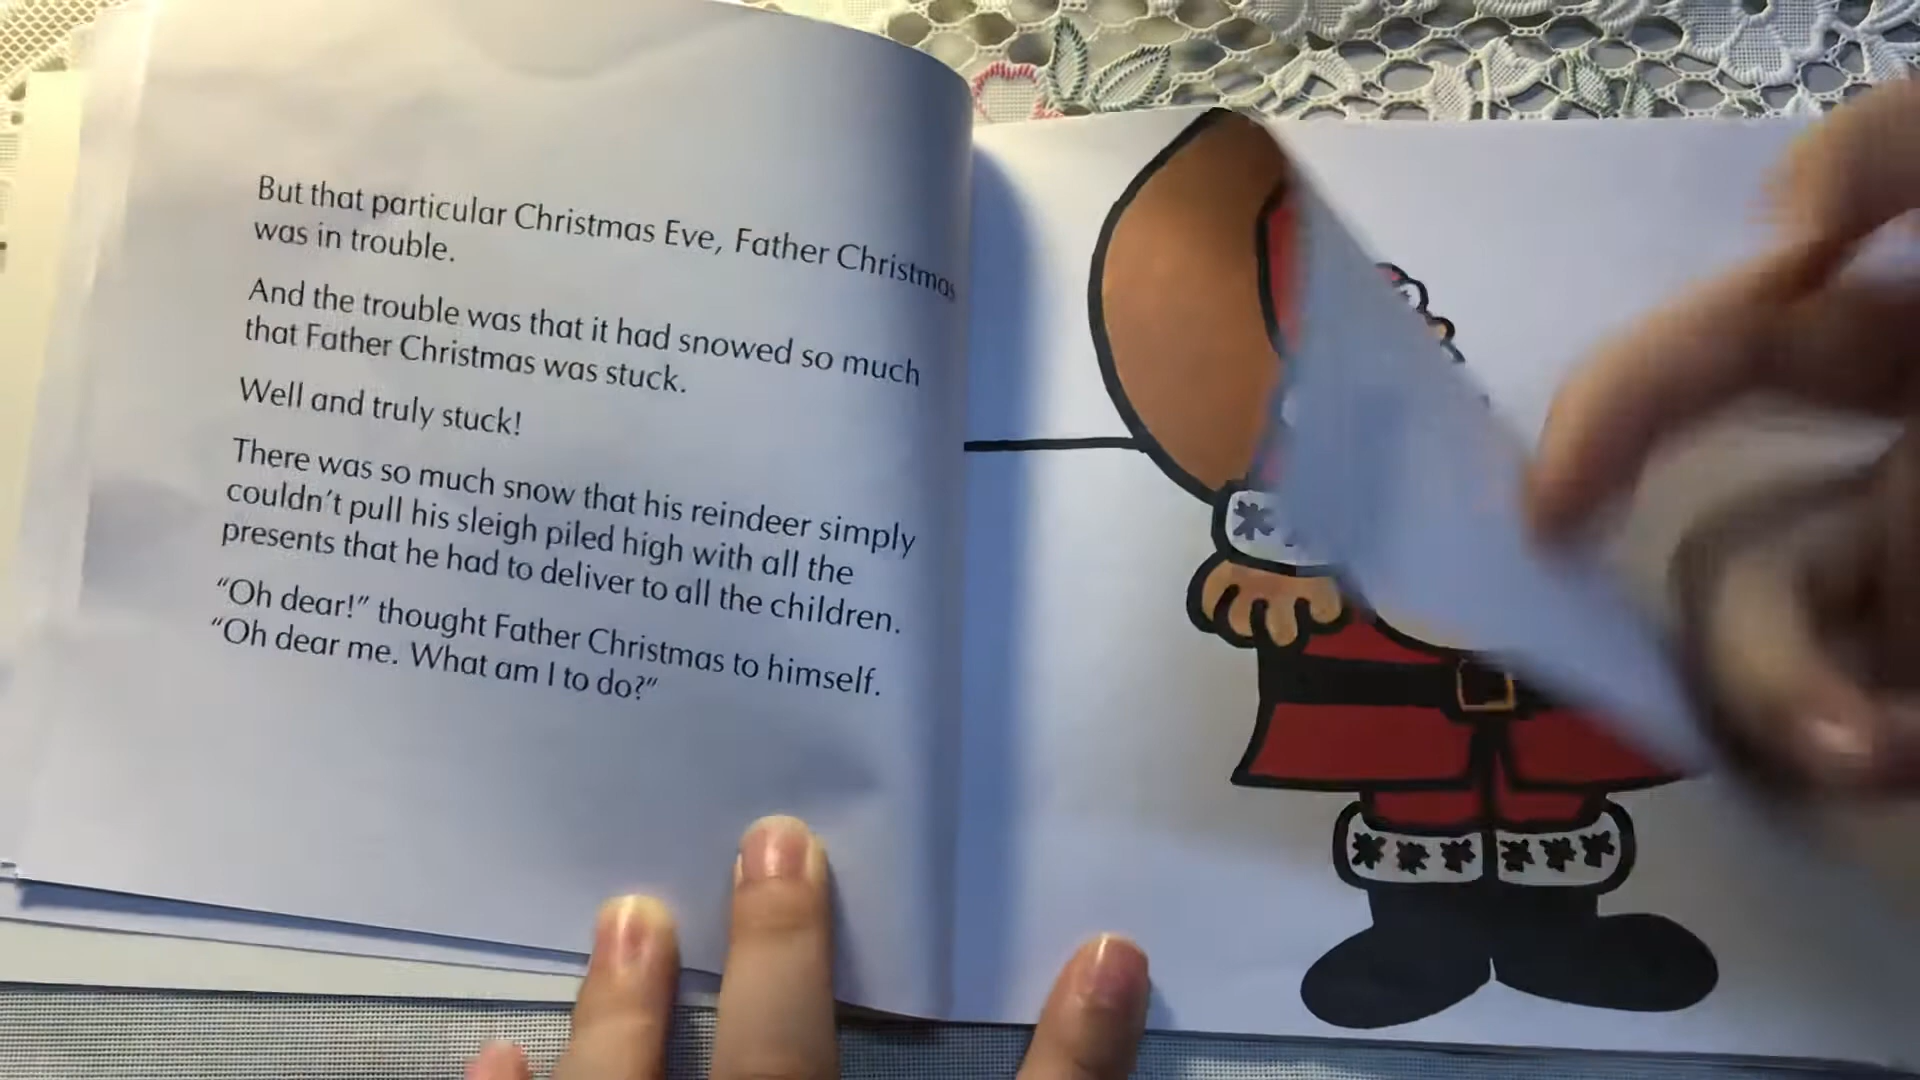 But that particular Christmas Eve, Father Christmas
was in trouble.
And the trouble was that it had snowed so much
that Father Christmas was stuck.
Well and truly stuck!
There was so much snow that his reindeer simply
couldn't pull his sleigh piled high with all the
presents that he had to deliver to all the children.
“Oh dear!” thought Father Christmas to himself.
“Oh dear me. What am I to do?”